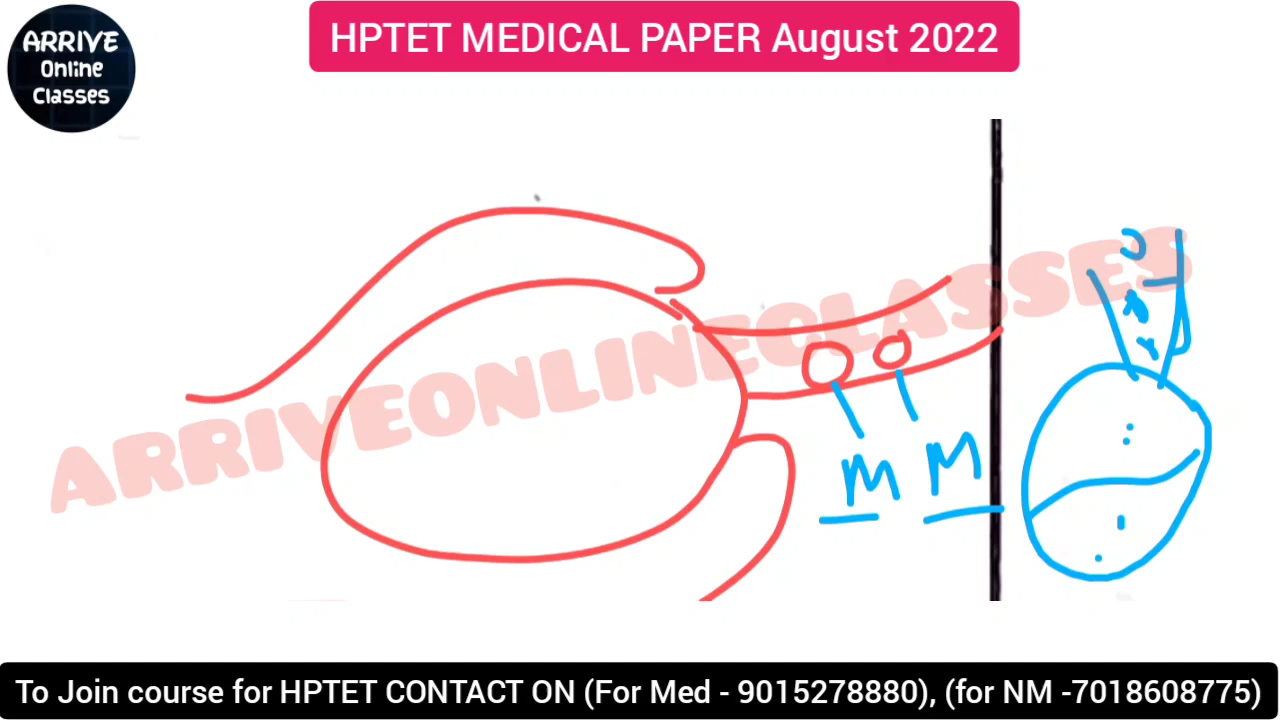 ARRIVE
Online
Classes
HPTET MEDICAL PAPER August 2022
ARRIVEONLINECLASSES
M M
To Join course for HPTET CONTACT ON (For Med - 9015278880), (for NM -7018608775)